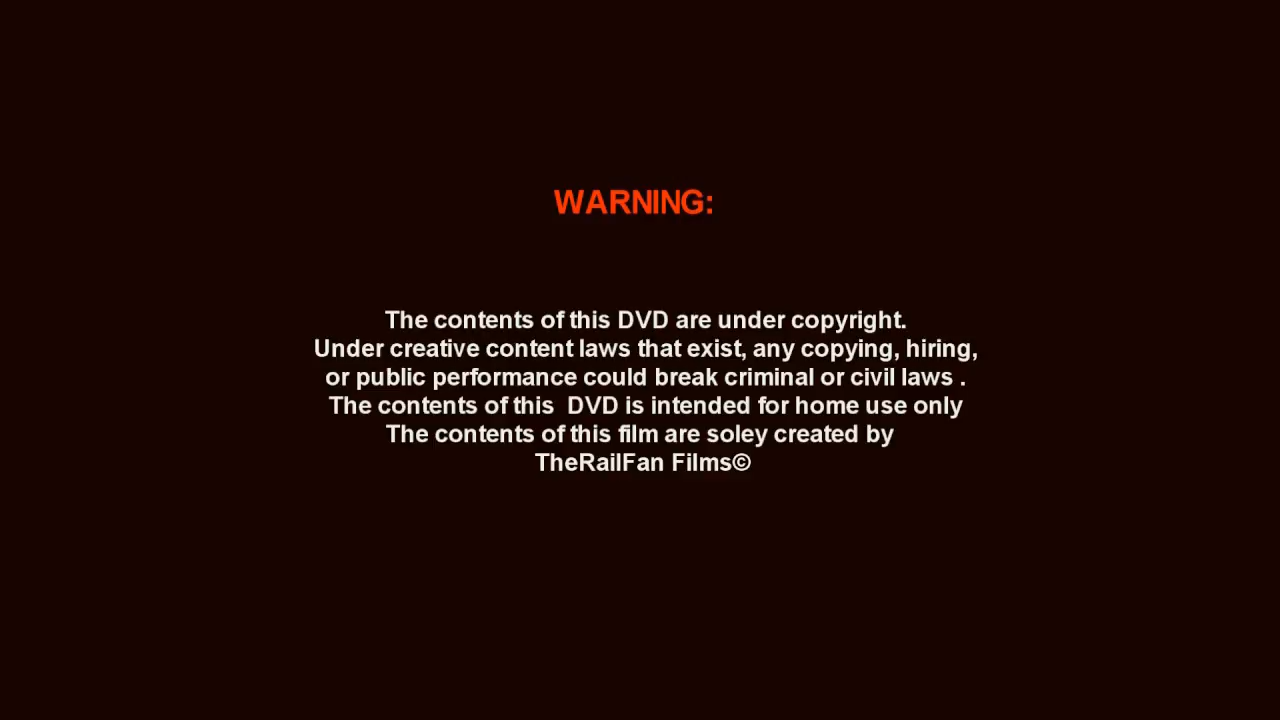 WARNING:
The contents of this DVD are under copyright.
Under creative content laws that exist, any copying, hiring,
or public performance could break criminal or civil laws .
The contents of this  DVD is intended for home use only
The contents of this film are soley created by
TheRailFan Films©